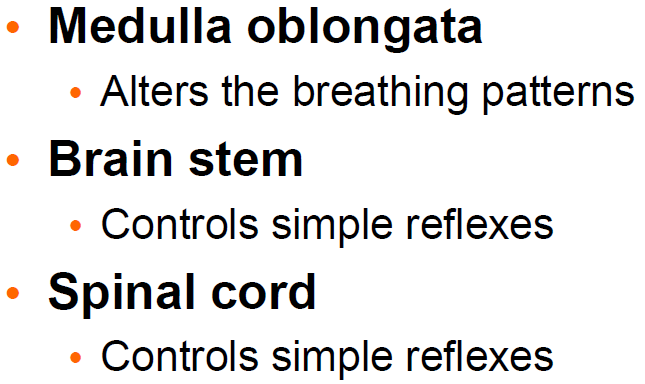 • Medulla oblongata
• Alters the breathing patterns
• Brain stem
• Controls simple reflexes
• Spinal cord
• Controls simple reflexes